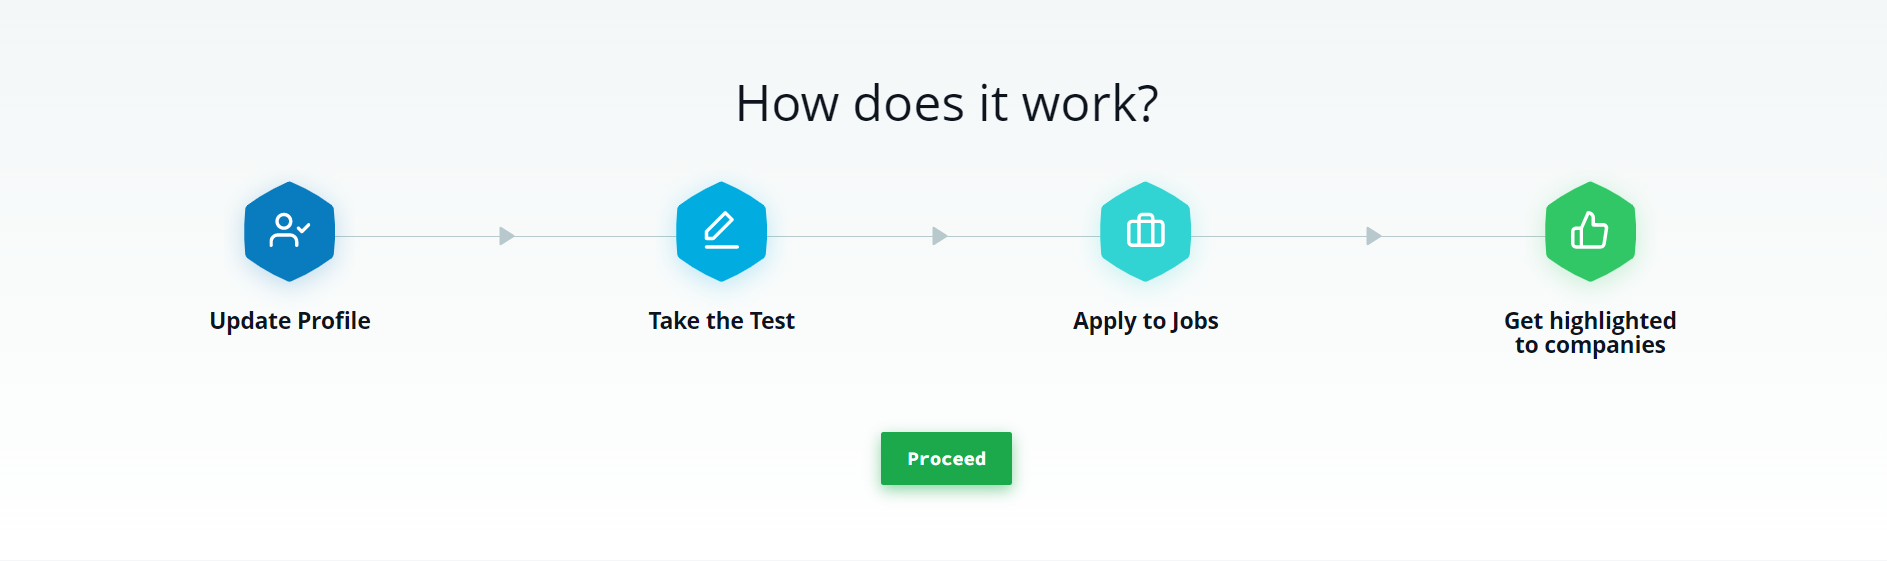 How does it work?
Update Profile
Take the Test
Apply to Jobs
Get highlighted
to companies
Proceed